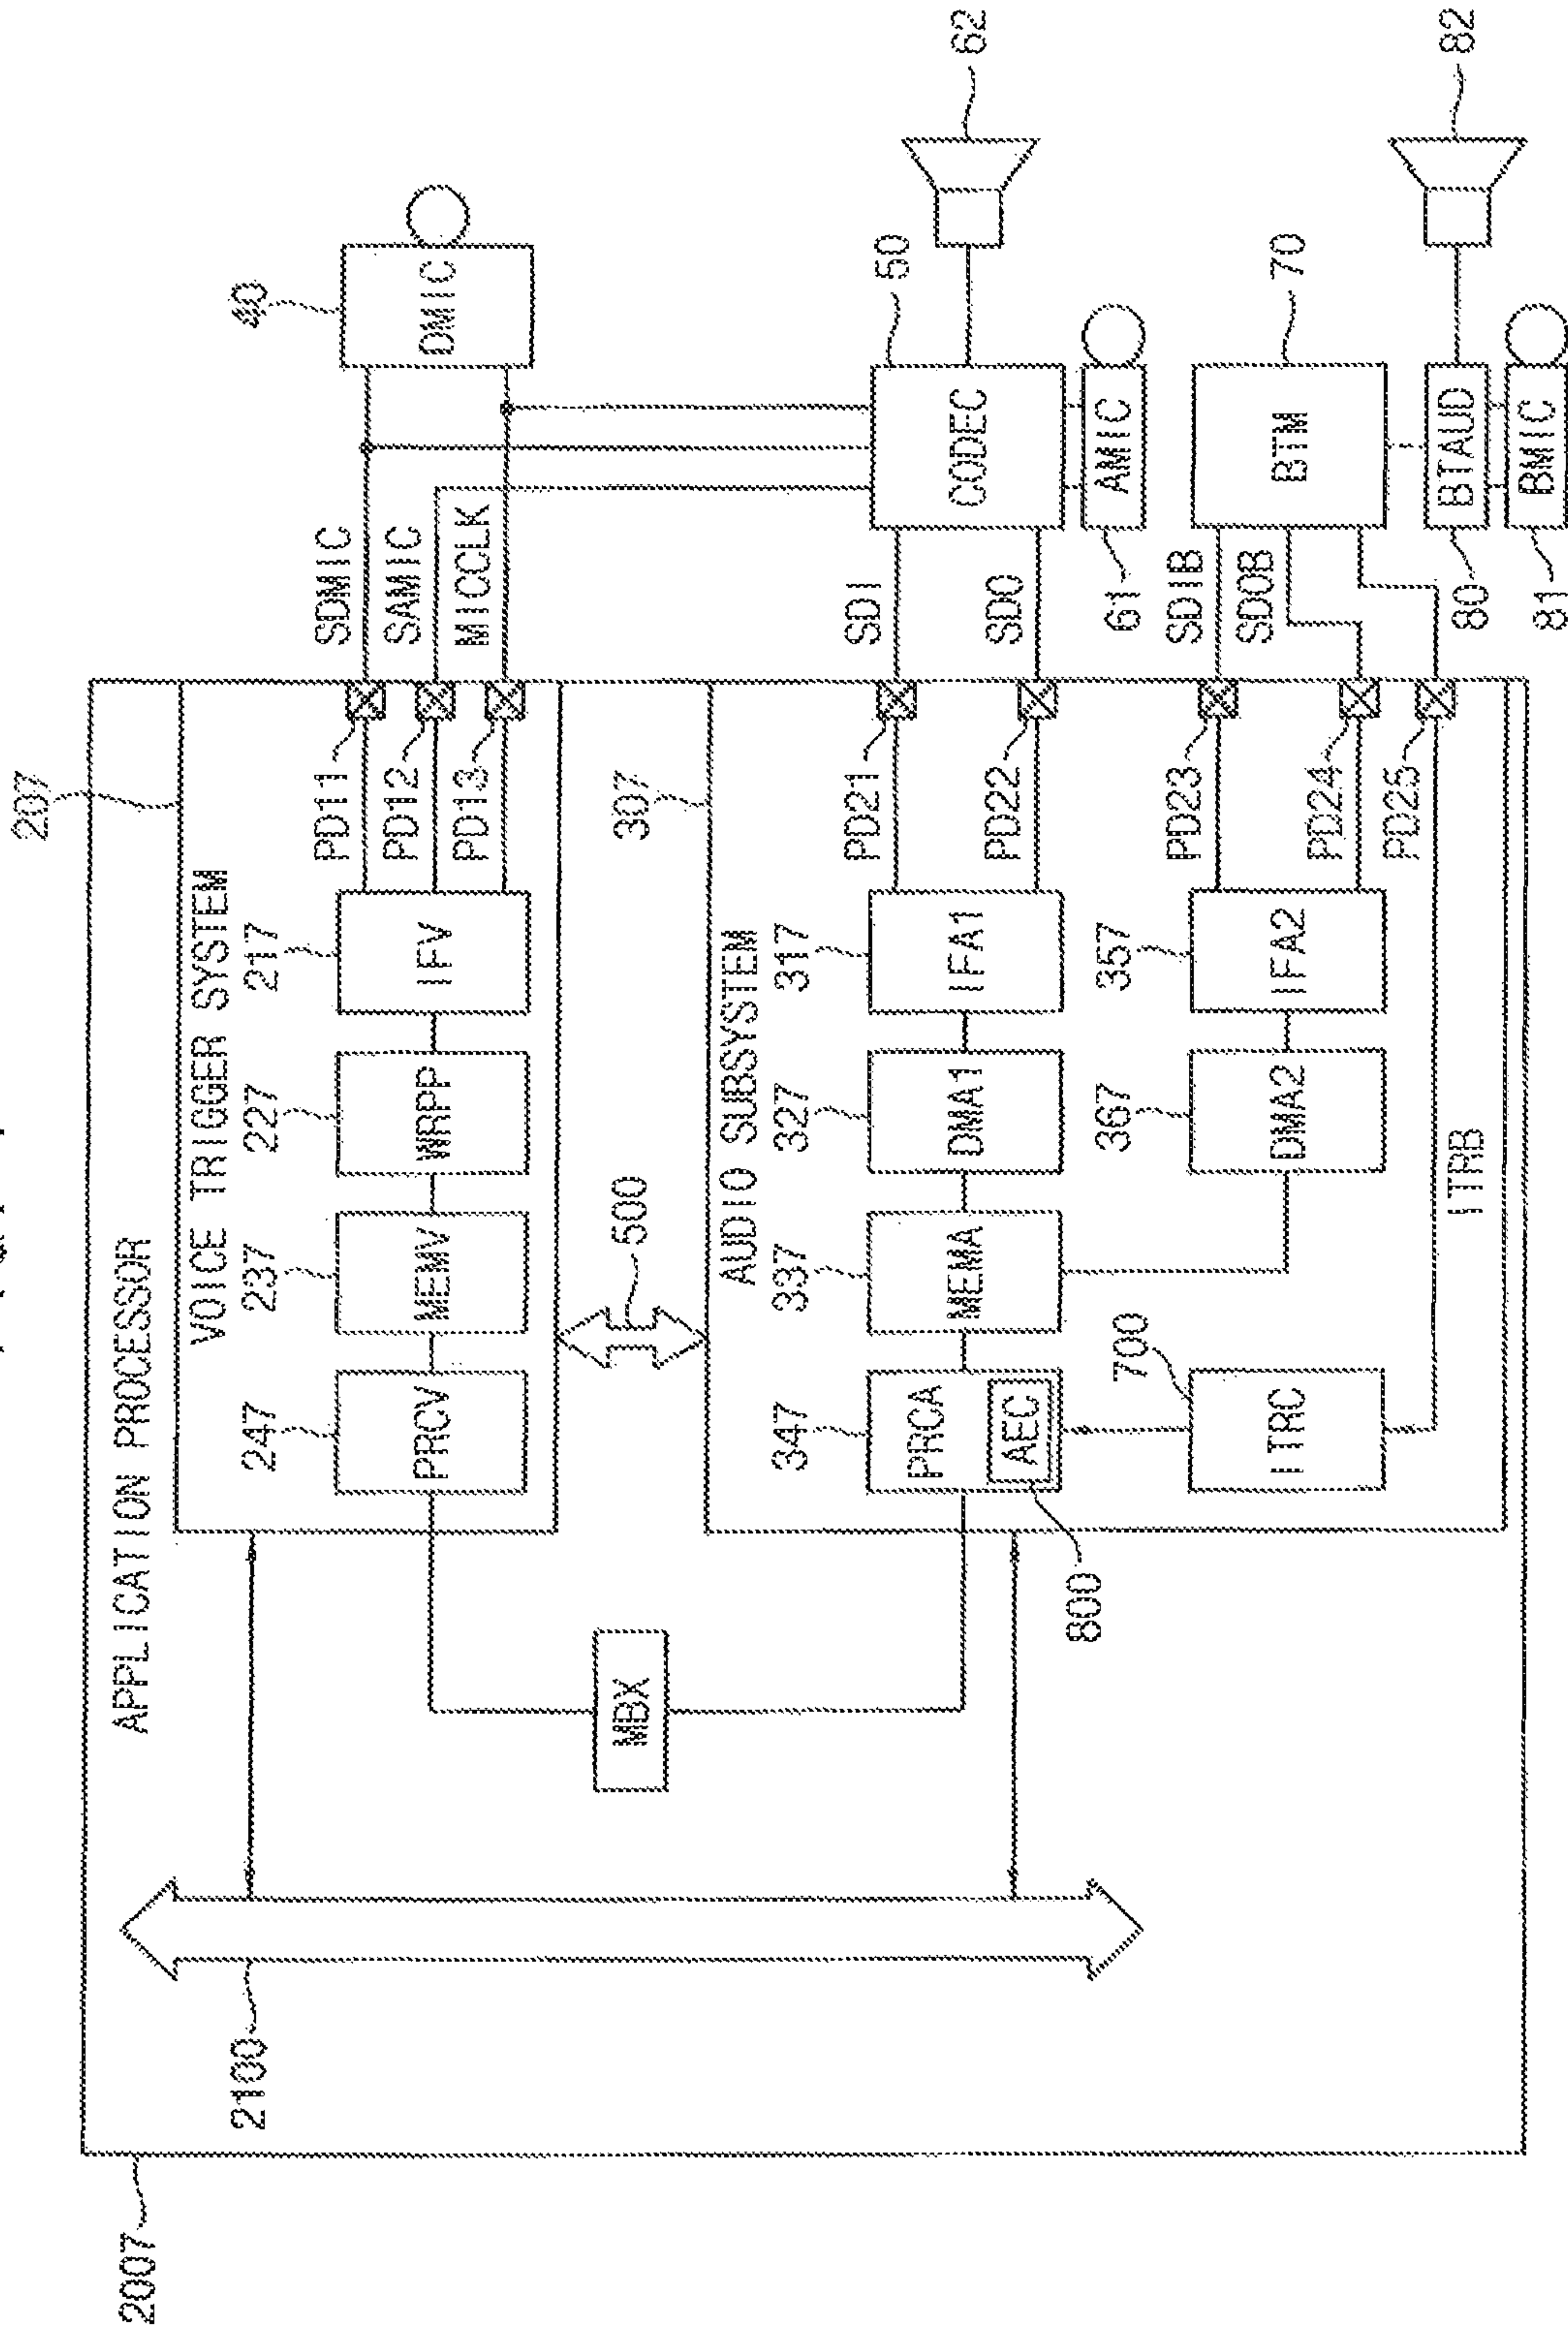 2007
2100
APPLICATION PROCESSOR
207
VOICE TRIGGER SYSTEM
247
237
227
217
PRCV
MEMV
WRPP
IFV
PD11
PD12
PD13
SDMIC
SAMIC
MICCLK
40
DMIC
MBX
500
307
AUDIO SUBSYSTEM
347
337
327
317
PRCA
AEC
800
MEMA
DMA1
IFA1
PD21
PD22
SDI
SDO
50
CODEC
62
61
AMIC
700
ITRC
367
357
DMA2
IFA2
PD23
PD24
PD25
SDIB
SDOB
70
BTM
ITRB
80
BTAUD
82
81
BMIC